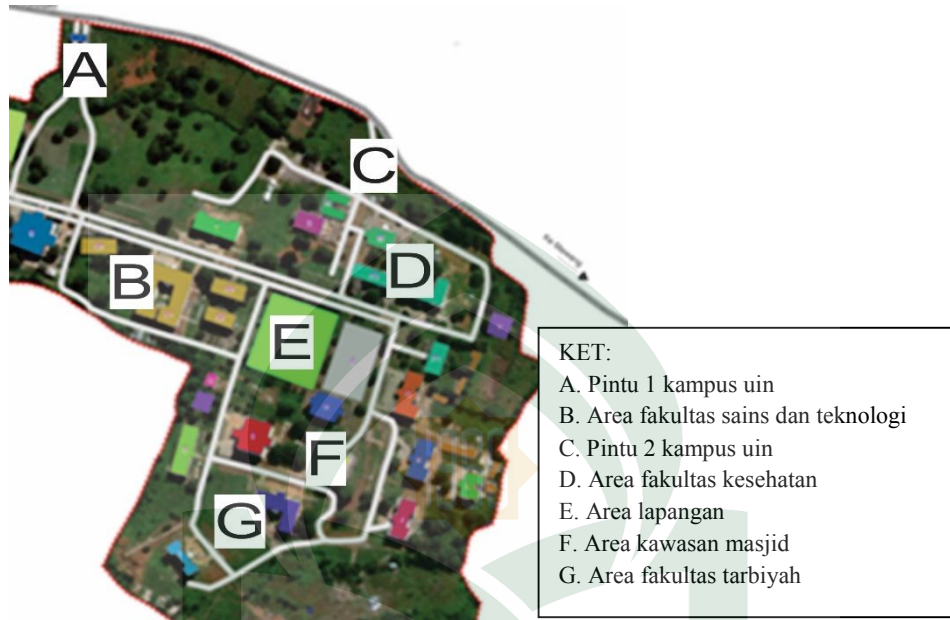 A
C
B
D
E
F
G
KET:
A. Pintu 1 kampus uin
B. Area fakultas sains dan teknologi
C. Pintu 2 kampus uin
D. Area fakultas kesehatan
E. Area lapangan
F. Area kawasan masjid
G. Area fakultas tarbiyah